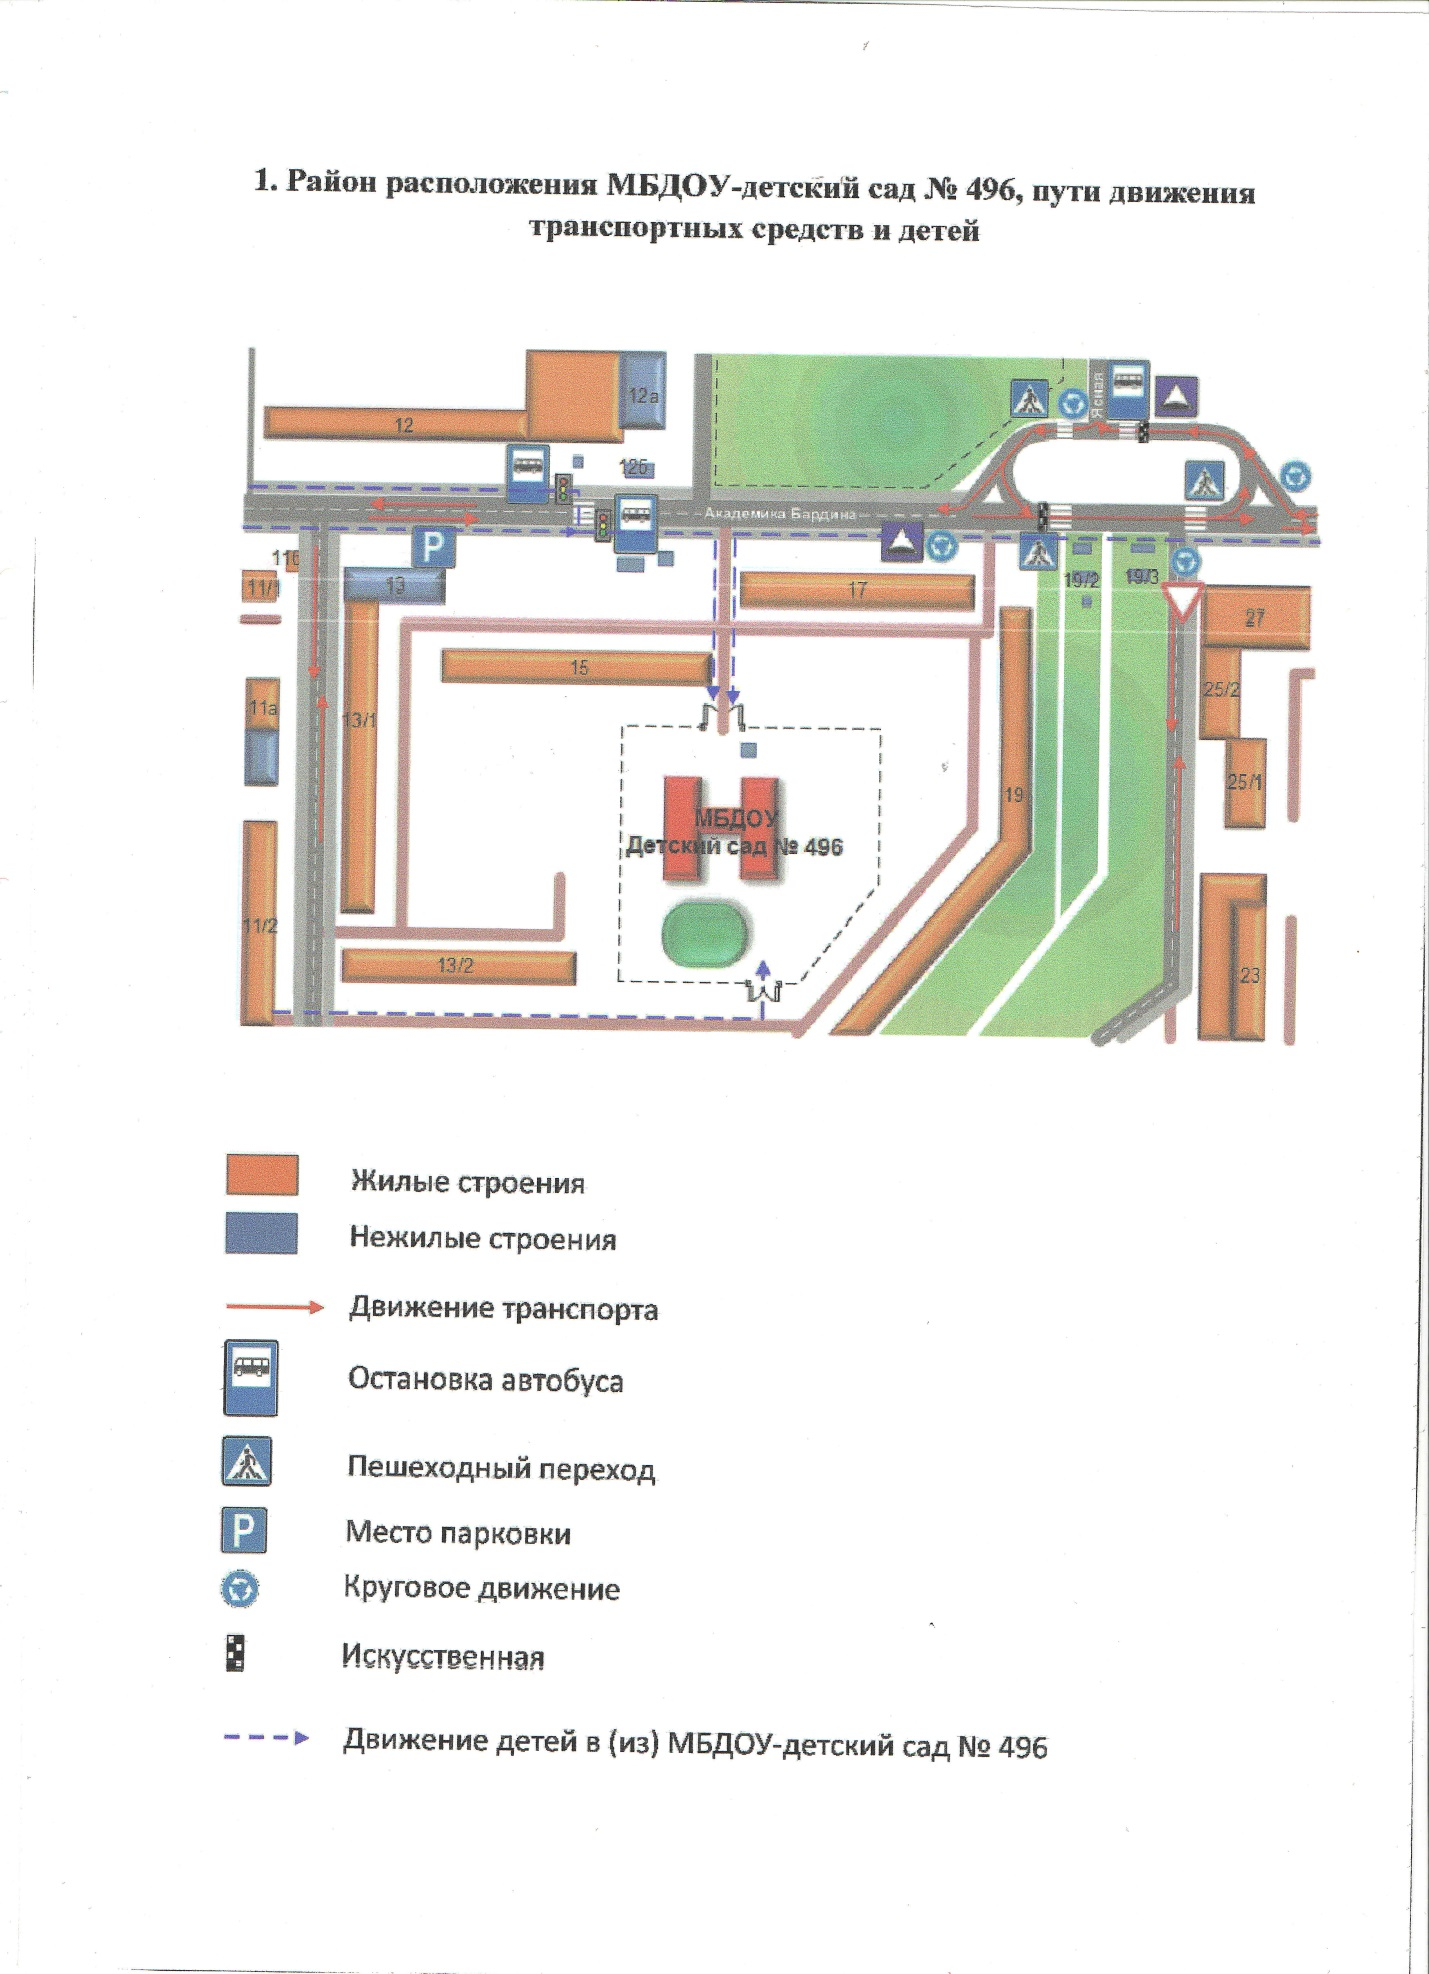 1. Район расположения МБДОУ-детский сад № 496, пути движения
транспортных средств и детей
12
12а
12б
Ясная
Академика Бардина
P
11/1
13
17
19/2
19/3
27
15
25/2
11а
13/1
25/1
19
МБДОУ
Детский сад № 496
11/2
13/2
23
Жилые строения
Нежилые строения
Движение транспорта
Остановка автобуса
Пешеходный переход
P
Место парковки
Круговое движение
Искусственная
Движение детей в (из) МБДОУ-детский сад № 496